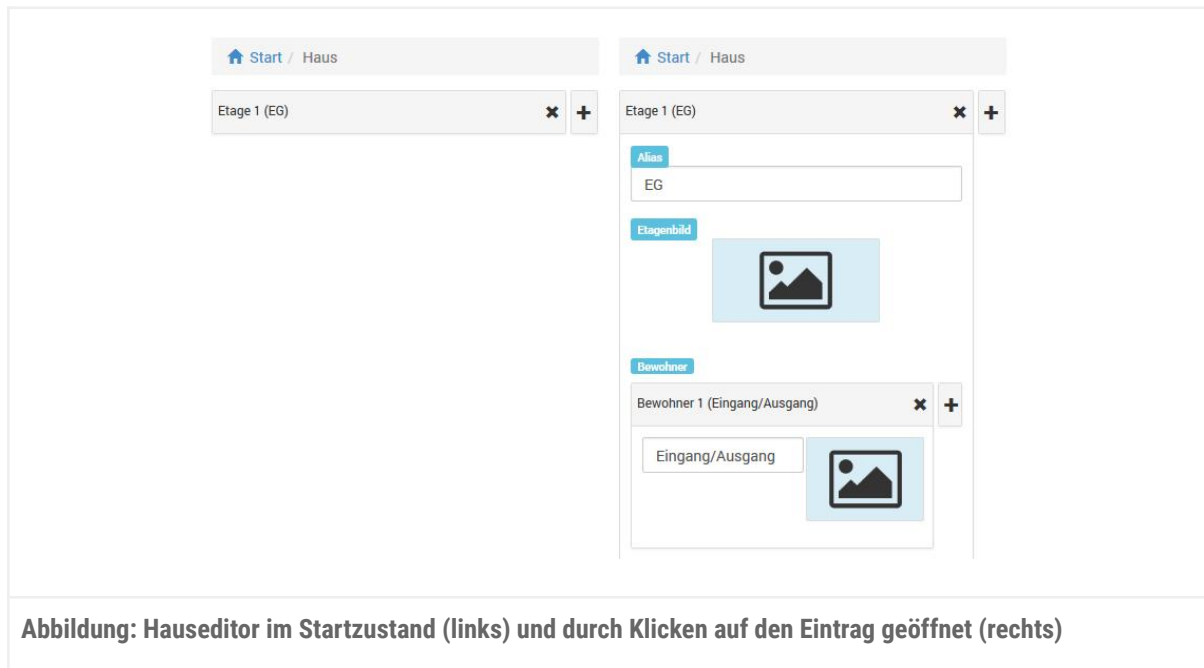 Start / Haus
Etage 1 (EG)
Start / Haus
Etage 1 (EG)
Alias
EG
Etagenbild
Bewohner
Bewohner 1 (Eingang/Ausgang)
Eingang/Ausgang
Abbildung: Hauseditor im Startzustand (links) und durch Klicken auf den Eintrag geöffnet (rechts)